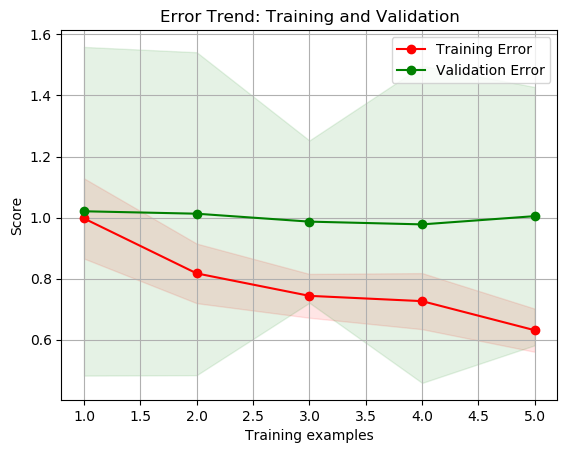 Error Trend: Training and Validation
1.6
1.4
1.2
1.0
0.8
0.6
Score
Training Error
Validation Error
1.0 1.5 2.0 2.5 3.0 3.5 4.0 4.5 5.0
Training examples